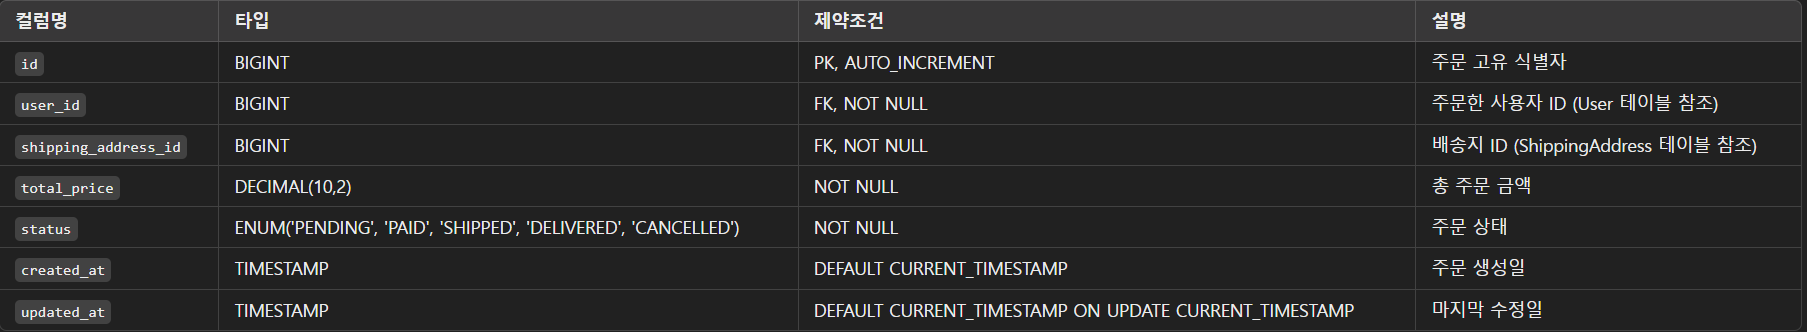 컬럼명 타입 제약조건 설명
id BIGINT PK, AUTO_INCREMENT 주문 고유 식별자
user_id BIGINT FK, NOT NULL 주문한 사용자 ID (User 테이블 참조)
shipping_address_id BIGINT FK, NOT NULL 배송지 ID (ShippingAddress 테이블 참조)
total_price DECIMAL(10,2) NOT NULL 총 주문 금액
status ENUM('PENDING', 'PAID', 'SHIPPED', 'DELIVERED', 'CANCELLED') NOT NULL 주문 상태
created_at TIMESTAMP DEFAULT CURRENT_TIMESTAMP 주문 생성일
updated_at TIMESTAMP DEFAULT CURRENT_TIMESTAMP ON UPDATE CURRENT_TIMESTAMP 마지막 수정일